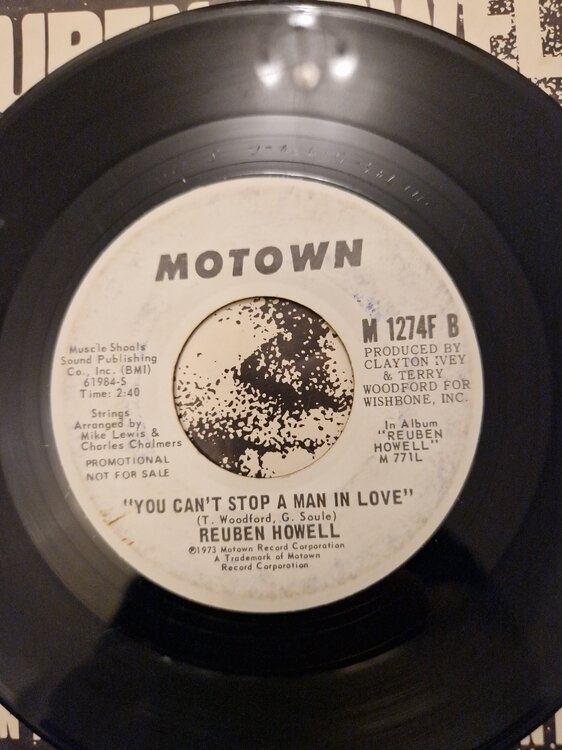 MOTOWN
M 1274F B
PRODUCED BY
CLAYTON IVEY
& TERRY
WOODFORD FOR
WISHBONE, INC.
In Album
"REUBEN
HOWELL"
M 771L
Muscle Shoals
Sound Publishing
Co., Inc. (BMI)
61984-S
Time: 2:40
Strings
Arranged by
Mike Lewis &
Charles Chalmers
PROMOTIONAL
NOT FOR SALE
"YOU CAN'T STOP A MAN IN LOVE"
(T. Woodford, G. Soule)
REUBEN HOWELL
℗1973 Motown Record Corporation
A Trademark of Motown
Record Corporation